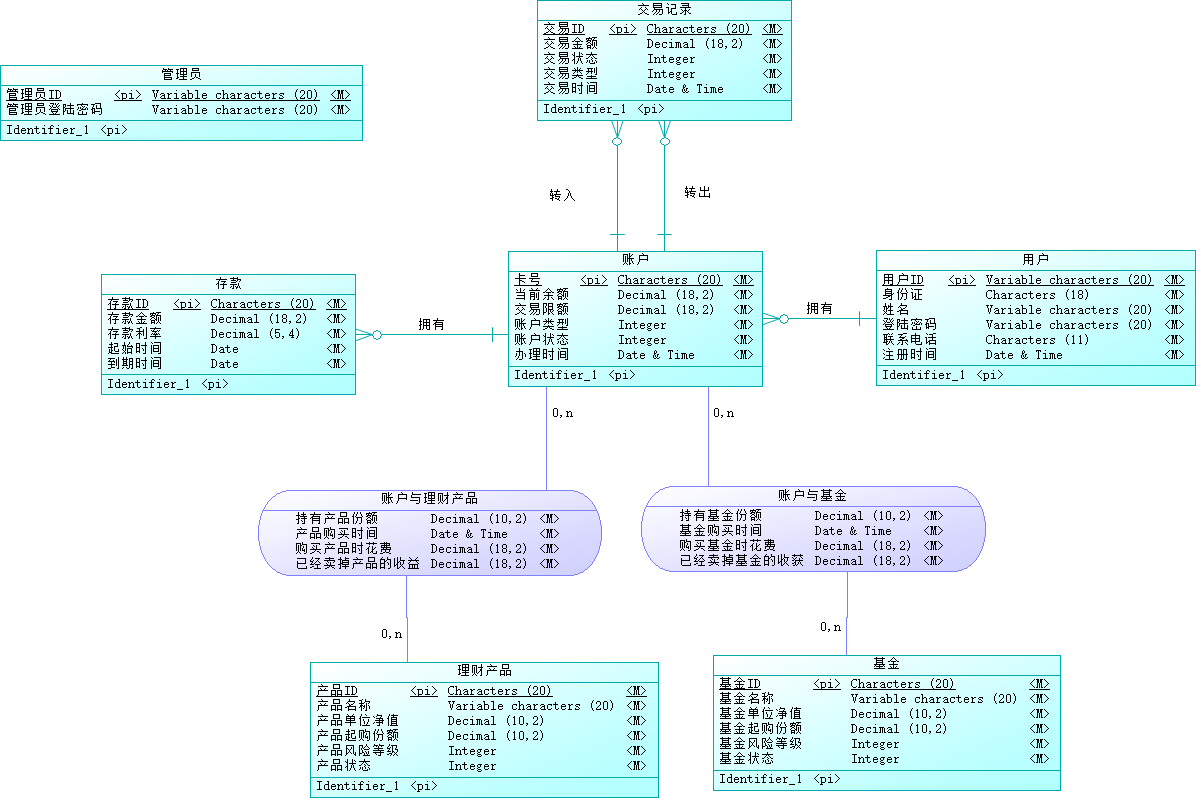 交易记录
交易ID <pi> Characters (20) <M>
交易金额 Decimal (18,2) <M>
交易状态 Integer <M>
交易类型 Integer <M>
交易时间 Date & Time <M>
Identifier_1 <pi>
管理员
管理员ID <pi> Variable characters (20) <M>
管理员登陆密码 Variable characters (20) <M>
Identifier_1 <pi>
转入
转出
账户
卡号 <pi> Characters (20) <M>
当前余额 Decimal (18,2) <M>
交易限额 Decimal (18,2) <M>
账户类型 Integer <M>
账户状态 Integer <M>
办理时间 Date & Time <M>
Identifier_1 <pi>
用户
用户ID <pi> Variable characters (20) <M>
身份证 Characters (18) <M>
姓名 Variable characters (20) <M>
登陆密码 Variable characters (20) <M>
联系电话 Characters (11) <M>
注册时间 Date & Time <M>
Identifier_1 <pi>
存款
存款ID <pi> Characters (20) <M>
存款金额 Decimal (18,2) <M>
存款利率 Decimal (5,4) <M>
起始时间 Date <M>
到期时间 Date <M>
Identifier_1 <pi>
拥有
拥有
0,n
0,n
账户与理财产品
持有产品份额 Decimal (10,2) <M>
产品购买时间 Date & Time <M>
购买产品时花费 Decimal (18,2) <M>
已经卖掉产品的收益 Decimal (18,2) <M>
账户与基金
持有基金份额 Decimal (10,2) <M>
基金购买时间 Date & Time <M>
购买基金时花费 Decimal (18,2) <M>
已经卖掉基金的收获 Decimal (18,2) <M>
0,n
0,n
理财产品
产品ID <pi> Characters (20) <M>
产品名称 Variable characters (20) <M>
产品单位净值 Decimal (10,2) <M>
产品起购份额 Decimal (10,2) <M>
产品风险等级 Integer <M>
产品状态 Integer <M>
Identifier_1 <pi>
基金
基金ID <pi> Characters (20) <M>
基金名称 Variable characters (20) <M>
基金单位净值 Decimal (10,2) <M>
基金起购份额 Decimal (10,2) <M>
基金风险等级 Integer <M>
基金状态 Integer <M>
Identifier_1 <pi>